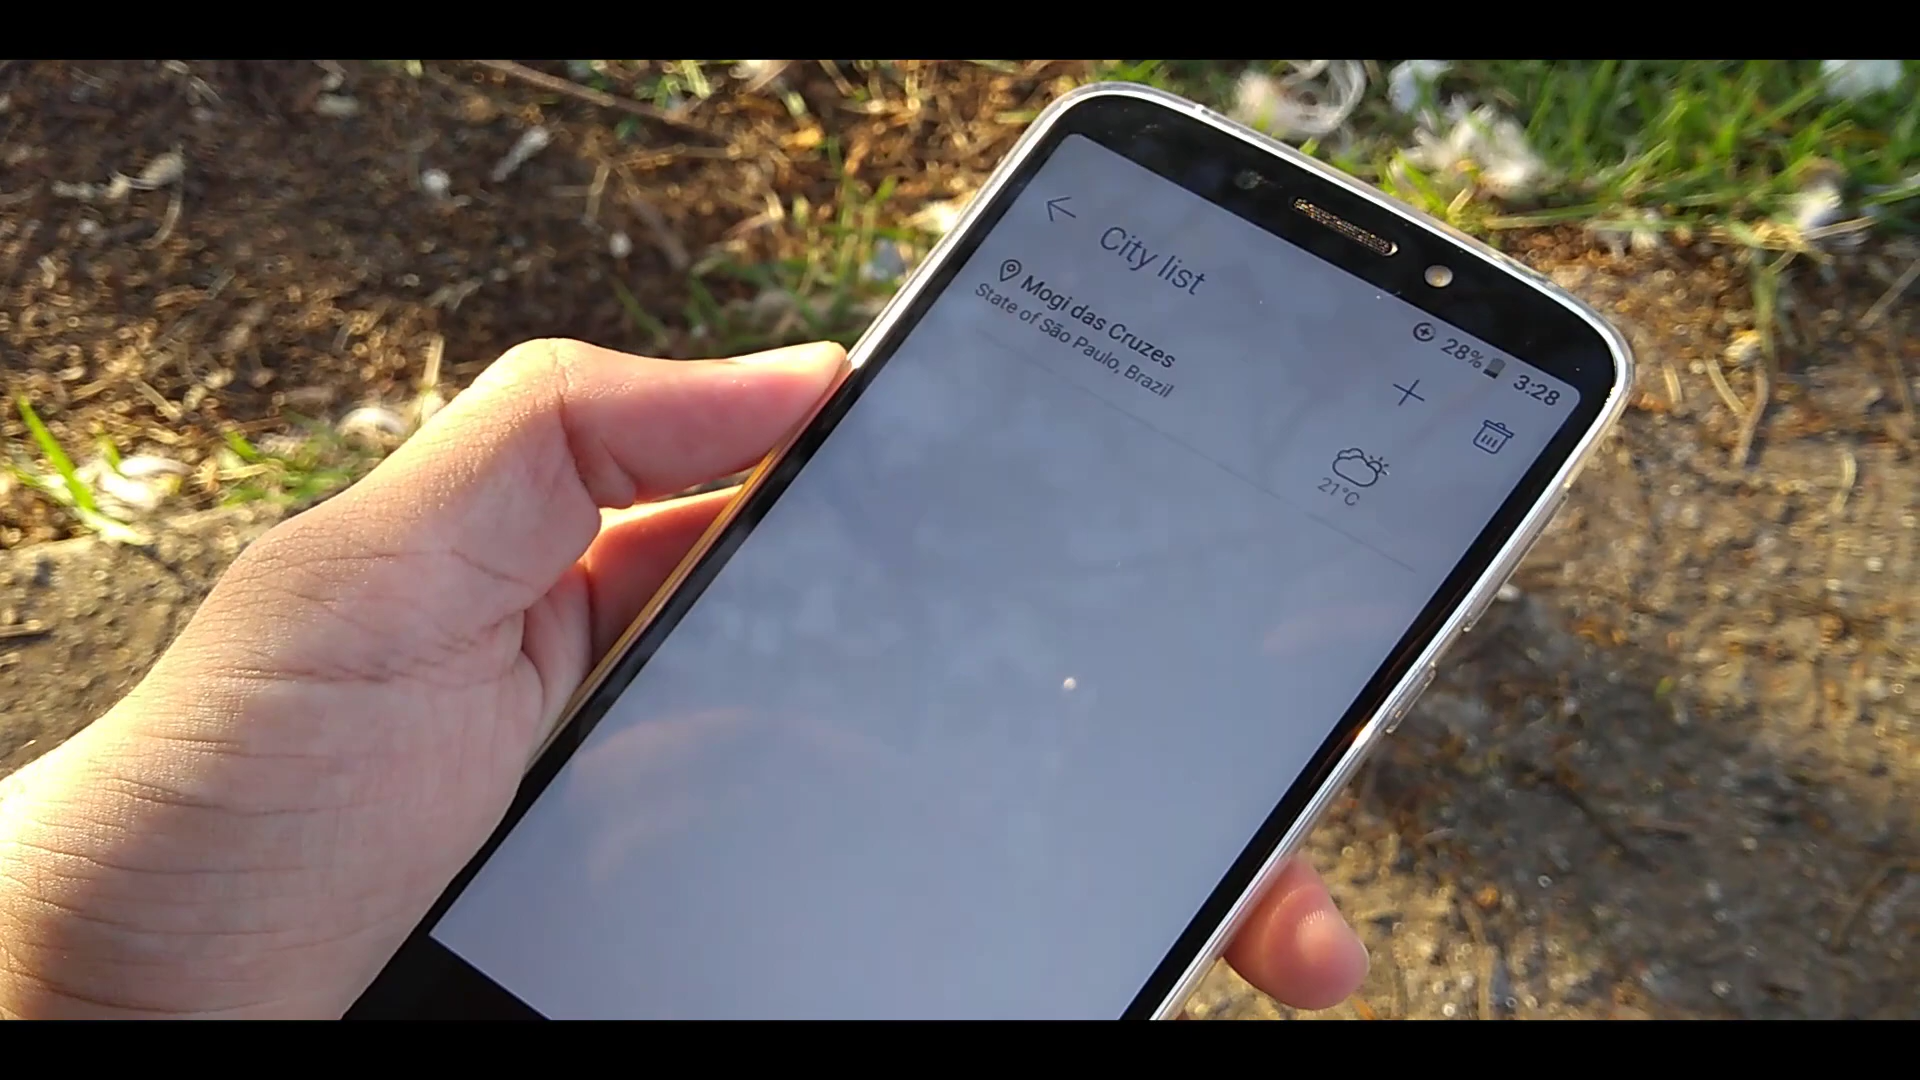 28% 3:28
City list
Mogi das Cruzes
State of São Paulo, Brazil
21°C